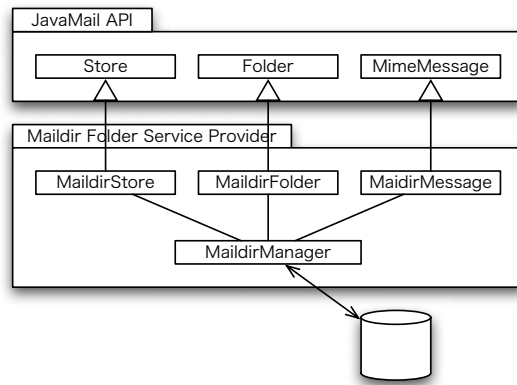 JavaMail API
Store
Folder
MimeMessage
Maildir Folder Service Provider
MaildirStore
MaildirFolder
MaidirMessage
MaildirManager